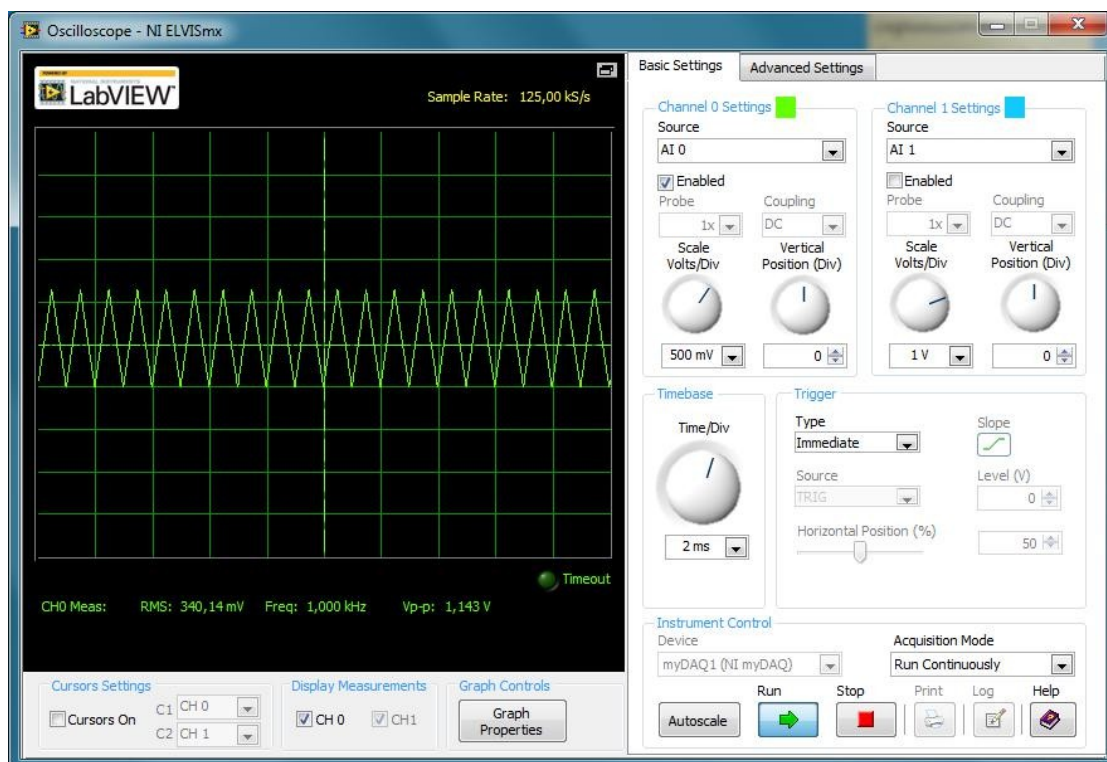 Oscilloscope - NI ELVISmx
LabVIEW
Sample Rate: 125,00 kS/s
Timeout
CH0 Meas: RMS: 340,14 mV Freq: 1,000 kHz Vp-p: 1,143 V
Cursors Settings
Cursors On
C1 CH 0
C2 CH 1
Display Measurements
CH 0 CH1
Graph Controls
Graph
Properties
Basic Settings Advanced Settings
Channel 0 Settings
Source
AI 0
Enabled
Probe Coupling
1x DC
Scale Vertical
Volts/Div Position (Div)
500 mV 0
Channel 1 Settings
Source
AI 1
Enabled
Probe Coupling
1x DC
Scale Vertical
Volts/Div Position (Div)
1 V 0
Timebase
Time/Div
2 ms
Trigger
Type Slope
Immediate
Source Level (V)
TRIG 0
Horizontal Position (%)
50
Instrument Control
Device Acquisition Mode
myDAQ1 (NI myDAQ) Run Continuously
Run Stop Print Log Help
Autoscale